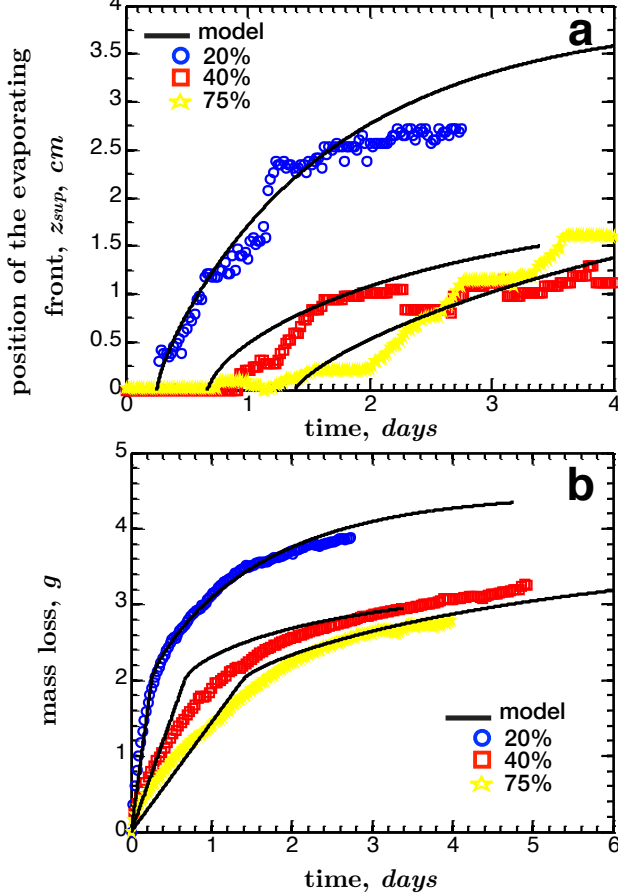 4
3.5
3
2.5
2
1.5
1
0.5
0
model
20%
40%
75%
a
position of the evaporating
front, zsup, cm
0 1 2 3 4
time, days
5
4
3
2
1
0
b
mass loss, g
model
20%
40%
75%
0 1 2 3 4 5 6
time, days